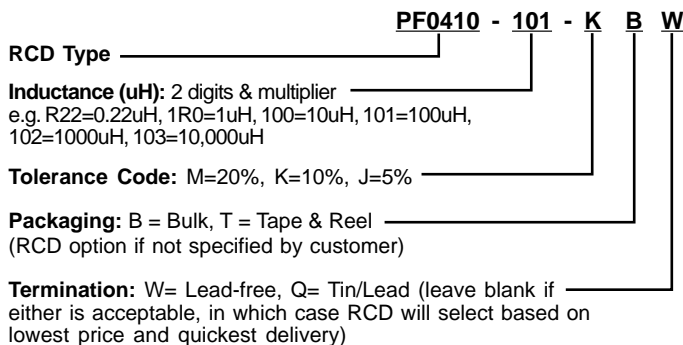 PF0410 - 101 - K B W
RCD Type
Inductance (uH): 2 digits & multiplier
e.g. R22=0.22uH, 1R0=1uH, 100=10uH, 101=100uH,
102=1000uH, 103=10,000uH
Tolerance Code: M=20%, K=10%, J=5%
Packaging: B = Bulk, T = Tape & Reel
(RCD option if not specified by customer)
Termination: W= Lead-free, Q= Tin/Lead (leave blank if
either is acceptable, in which case RCD will select based on
lowest price and quickest delivery)